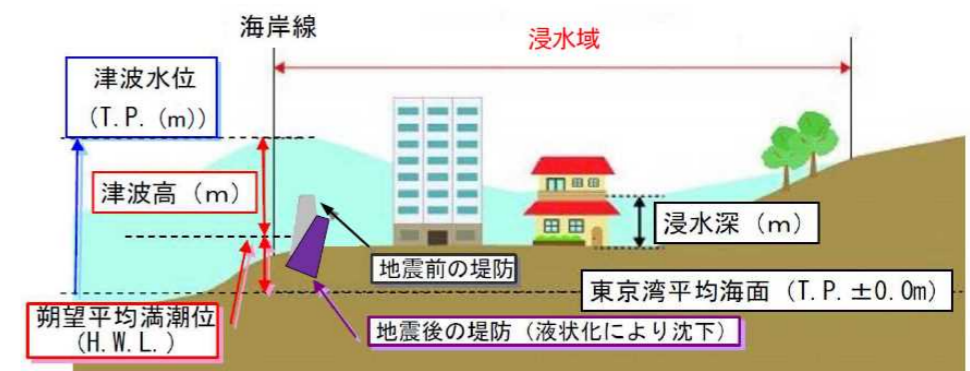 海岸線
浸水域
津波水位
(T.P.(m))
津波高(m)
浸水深(m)
地震前の堤防
東京湾平均海面(T.P.±0.0m)
朔望平均満潮位
(H.W.L.)
地震後の堤防(液状化により沈下)